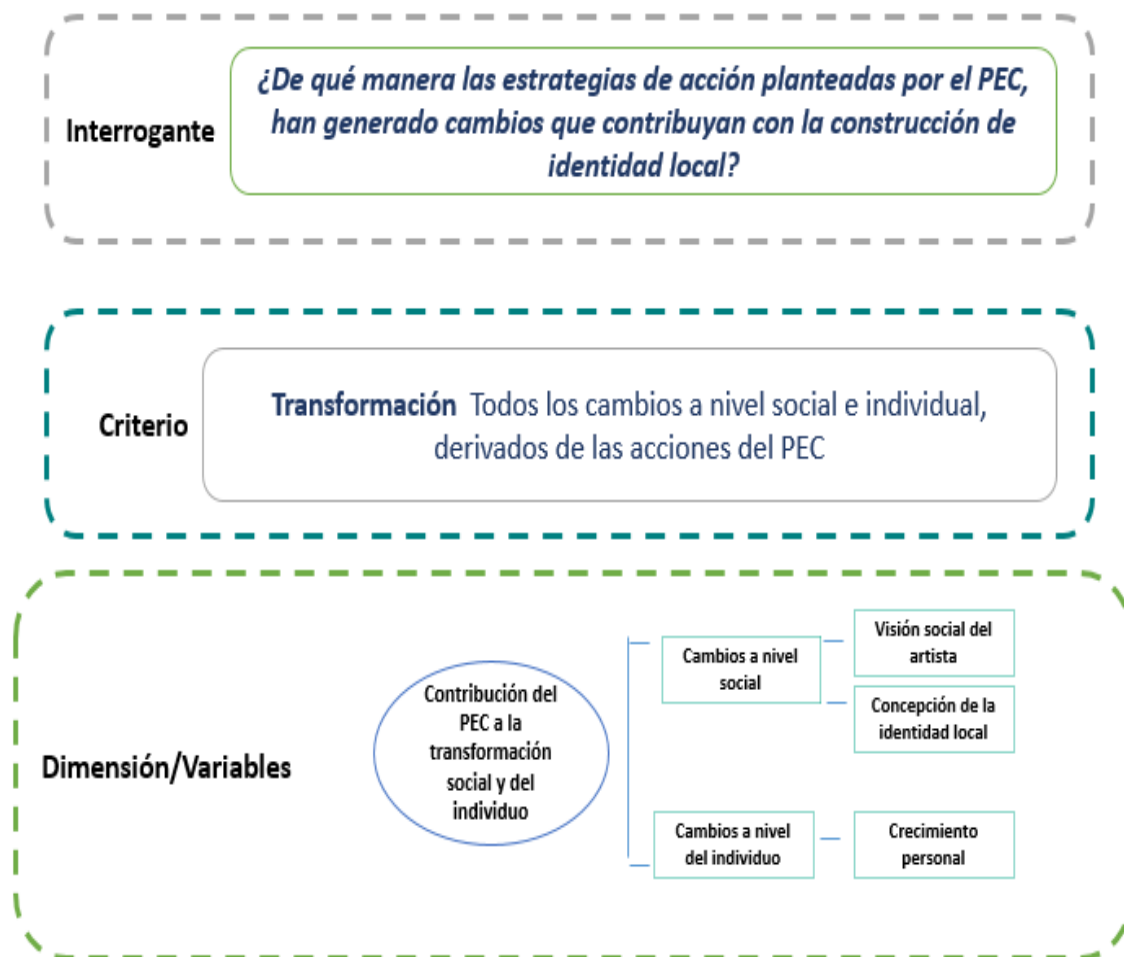 Interrogante
¿De qué manera las estrategias de acción planteadas por el PEC,
han generado cambios que contribuyan con la construcción de
identidad local?
Criterio
Transformación Todos los cambios a nivel social e individual,
derivados de las acciones del PEC
Dimensión/Variables
Contribución del
PEC a la
transformación
social y del
individuo
Cambios a nivel
social
Visión social del
artista
Concepción de la
identidad local
Cambios a nivel
del individuo
Crecimiento
personal